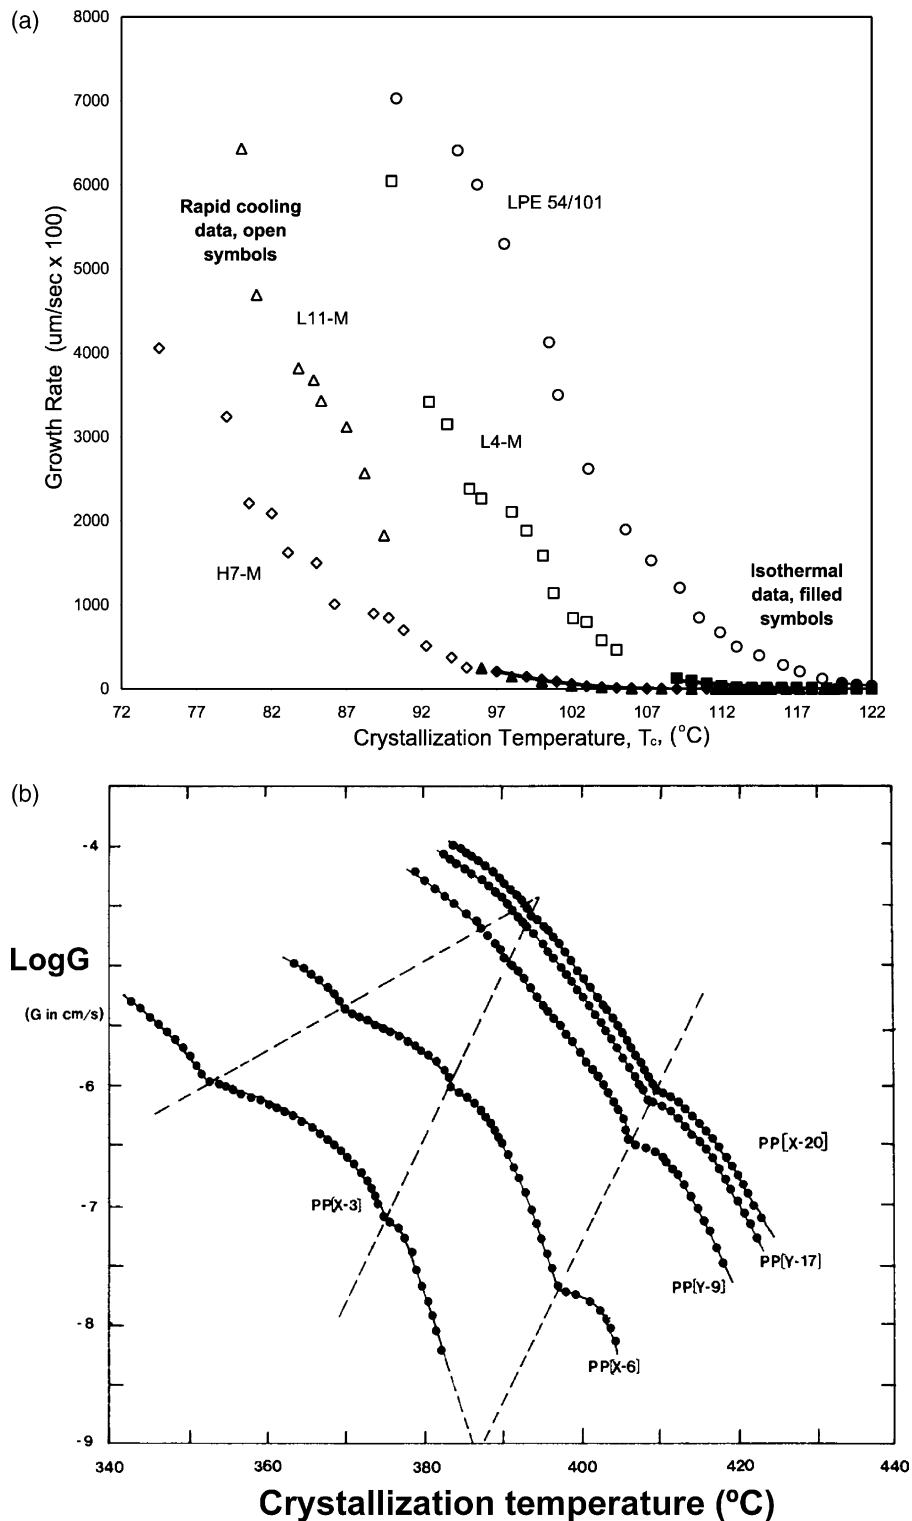 (a)
8000
7000
6000
5000
4000
3000
2000
1000
0
Growth Rate (um/sec x 100)
LPE 54/101
Rapid cooling
data, open
symbols
L11-M
L4-M
H7-M
Isothermal
data, filled
symbols
72 77 82 87 92 97 102 107 112 117 122
Crystallization Temperature, Tc, (°C)
(b)
-4
LogG
(G in cm/s)
-6
-7
-8
-9
PP[X-3]
PP[X-20]
PP[Y-17]
PP[Y-9]
PP[X-6]
340 360 380 400 420 440
Crystallization temperature (ºC)